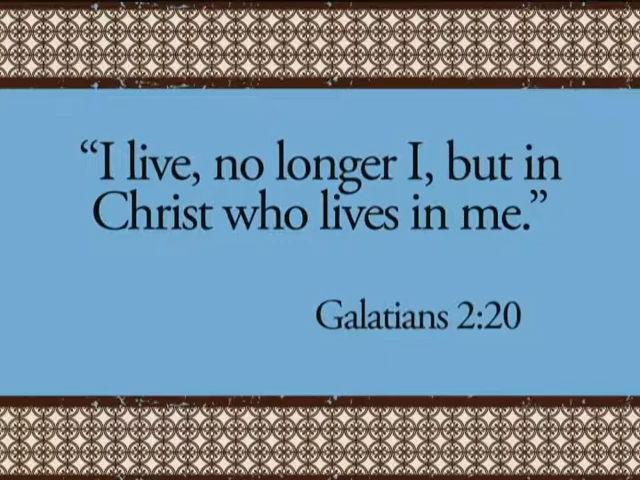 “I live, no longer I, but in
Christ who lives in me.”
Galatians 2:20